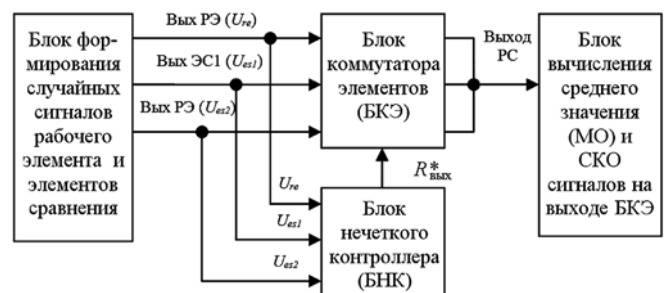 Блок фор-
мирования
случайных
сигналов
рабочего
элемента и
элементов
сравнения
Вых РЭ (Ure)
Вых ЭС1 (Ues1)
Вых РЭ (Ues2)
Блок
коммутатора
элементов
(БКЭ)
Выход
РС
Блок
вычисления
среднего
значения
(МО) и
СКО
сигналов на
выходе БКЭ
R*вых
Ure
Ues1
Ues2
Блок
нечеткого
контроллера
(БНК)